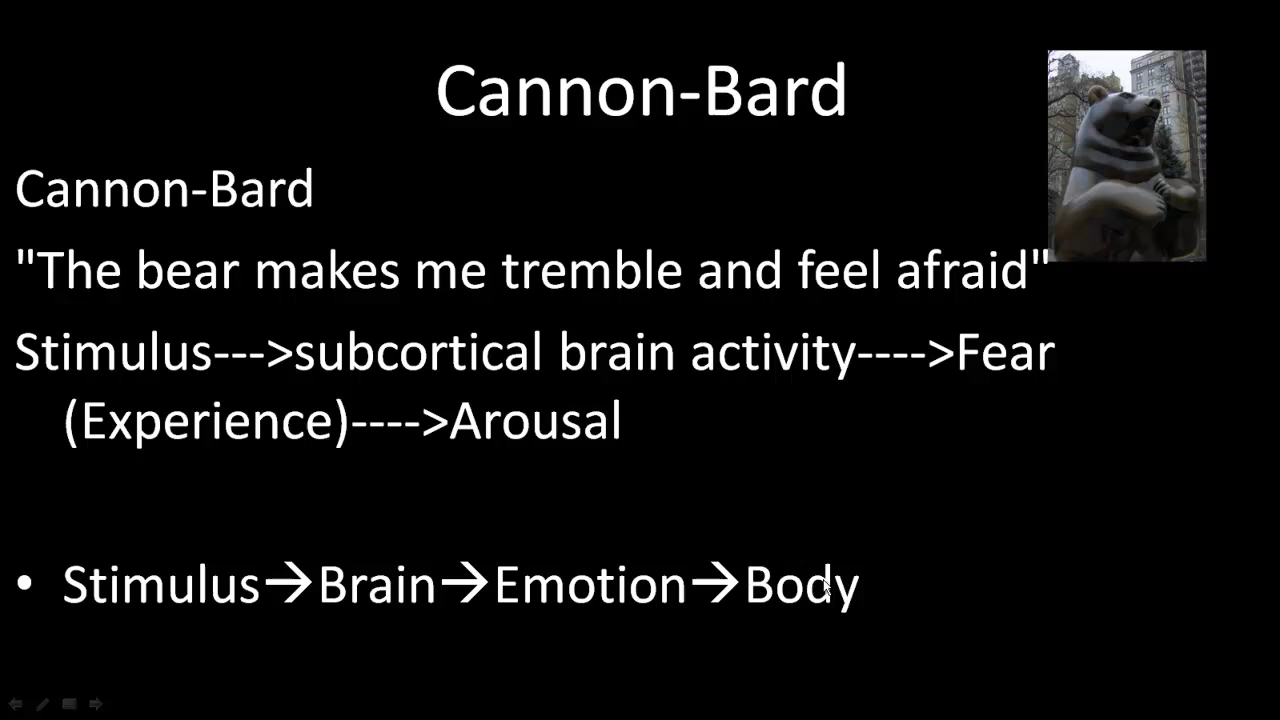 Cannon-Bard
Cannon-Bard
"The bear makes me tremble and feel afraid"
Stimulus--->subcortical brain activity---->Fear
(Experience)---->Arousal
• Stimulus→Brain→Emotion→Body